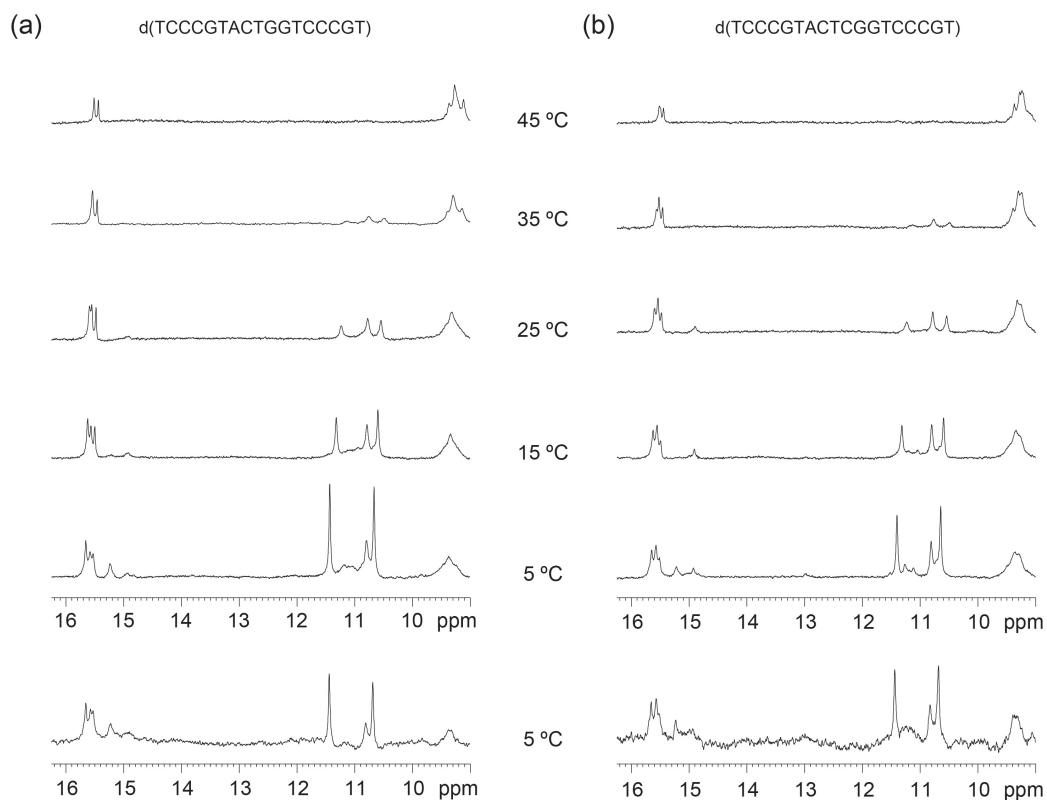 (a) d(TCCCGTACTGGTCCCGT) (b) d(TCCCGTACTCGGTCCCGT)
45 ºC
35 ºC
25 ºC
15 ºC
5 ºC
16 15 14 13 12 11 10 ppm 16 15 14 13 12 11 10 ppm
5 ºC
16 15 14 13 12 11 10 ppm 16 15 14 13 12 11 10 ppm